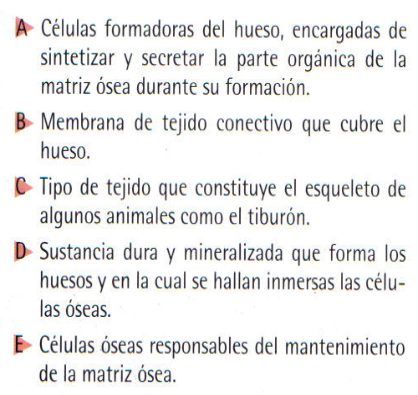 A Células formadoras del hueso, encargadas de
sintetizar y secretar la parte orgánica de la
matriz ósea durante su formación.
B Membrana de tejido conectivo que cubre el
hueso.
C Tipo de tejido que constituye el esqueleto de
algunos animales como el tiburón.
D Sustancia dura y mineralizada que forma los
huesos y en la cual se hallan inmersas las célu-
las óseas.
E Células óseas responsables del mantenimiento
de la matriz ósea.